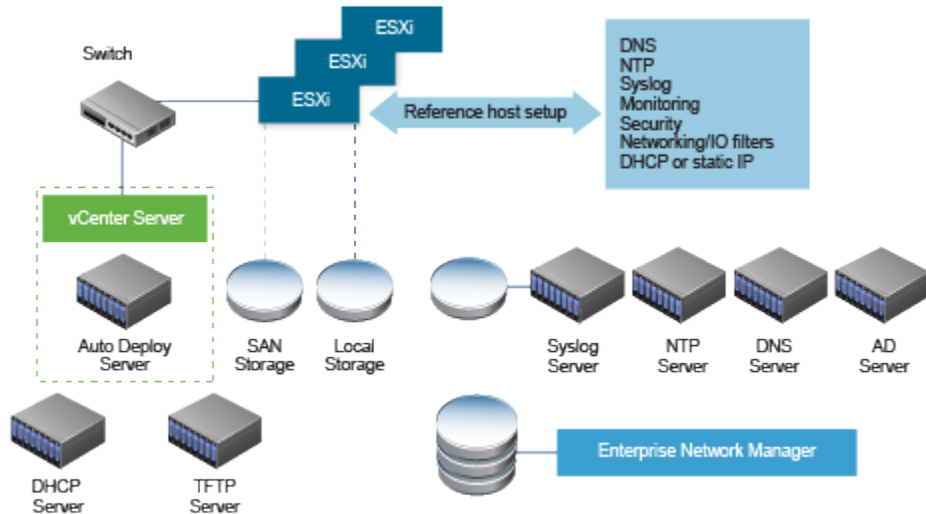 ESXi
ESXi
ESXi
Switch
Reference host setup
DNS
NTP
Syslog
Monitoring
Security
Networking/IO filters
DHCP or static IP
vCenter Server
Auto Deploy
Server
SAN
Storage
Local
Storage
Syslog
Server
NTP
Server
DNS
Server
AD
Server
DHCP
Server
TFTP
Server
Enterprise Network Manager